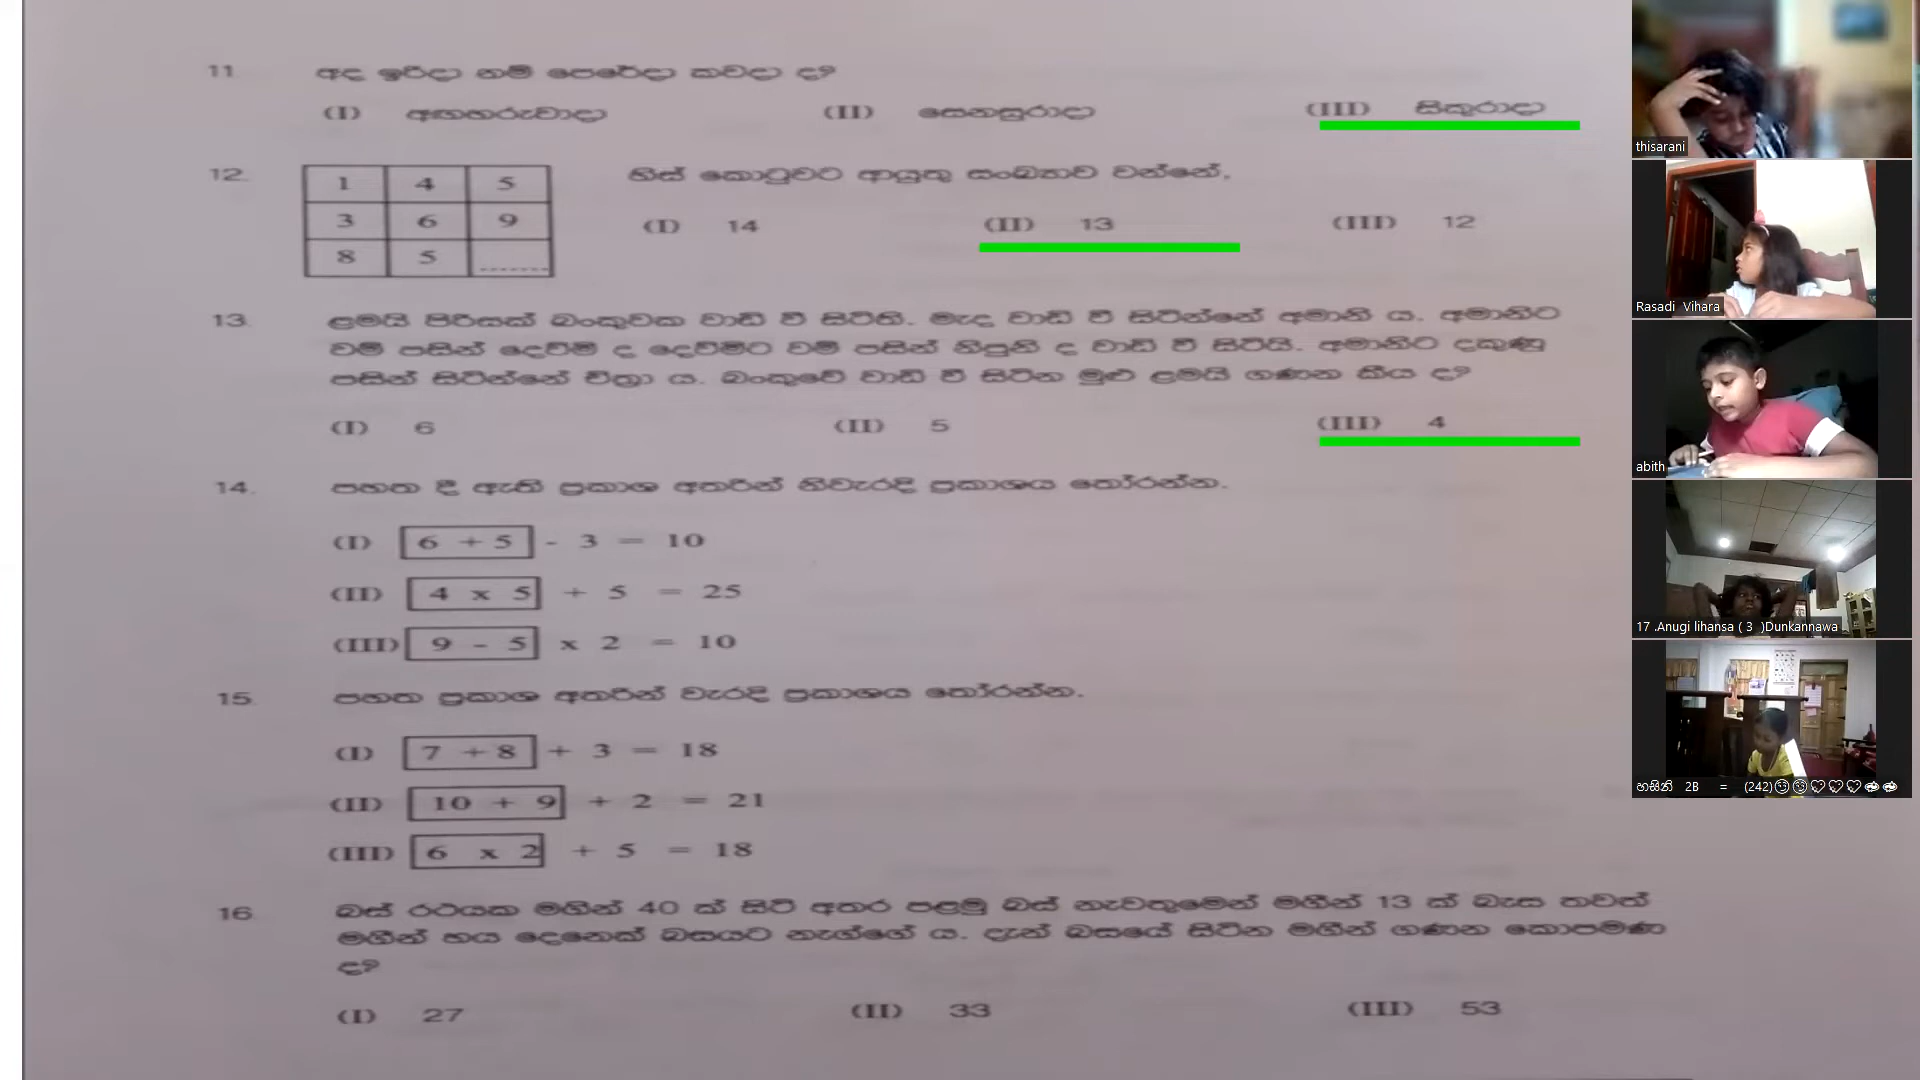 11. අද ඉරිදා නම් පෙරේදා කවදා ද?
(I) අඟහරුවාදා (II) සෙනසුරාදා (III) සිකුරාදා
12. හිස් කොටුවට ආයුතු සංඛ්‍යාව වන්නේ,
1 4 5
3 6 9
8 5 ........
(I) 14 (II) 13 (III) 12
13. ළමයි පිරිසක් බංකුවක වාඩි වී සිටිති. මැද වාඩි වී සිටින්නේ අමානි ය. අමානිට
වම් පසින් දෙව්මි ද දෙව්මිට වම් පසින් හිපුනි ද වාඩි වී සිටියි. අමානිට දකුණු
පසින් සිටින්නේ චිත්‍රා ය. බංකුවේ වාඩි වී සිටින මුළු ළමයි ගණන කීය ද?
(I) 6 (II) 5 (III) 4
14. පහත දී ඇති ප්‍රකාශ අතරින් නිවැරදි ප්‍රකාශය තෝරන්න.
(I) 6 + 5 - 3 = 10
(II) 4 x 5 + 5 = 25
(III) 9 - 5 x 2 = 10
15. පහත ප්‍රකාශ අතරින් වැරදි ප්‍රකාශය තෝරන්න.
(I) 7 + 8 + 3 = 18
(II) 10 + 9 + 2 = 21
(III) 6 x 2 + 5 = 18
16. බස් රථයක මගින් 40 ක් සිටි අතර පළමු බස් නැවතුමෙන් මගීන් 13 ක් බැස තවත්
මගීන් හය දෙනෙක් බසයට නැග්ගේ ය. දැන් බසයේ සිටින මගීන් ගණන කොපමණ
ද?
(I) 27 (II) 33 (III) 53
thisarani
Rasadi Vihara
abith
17 .Anugi lihansa ( 3 )Dunkannawa
2B = (242)